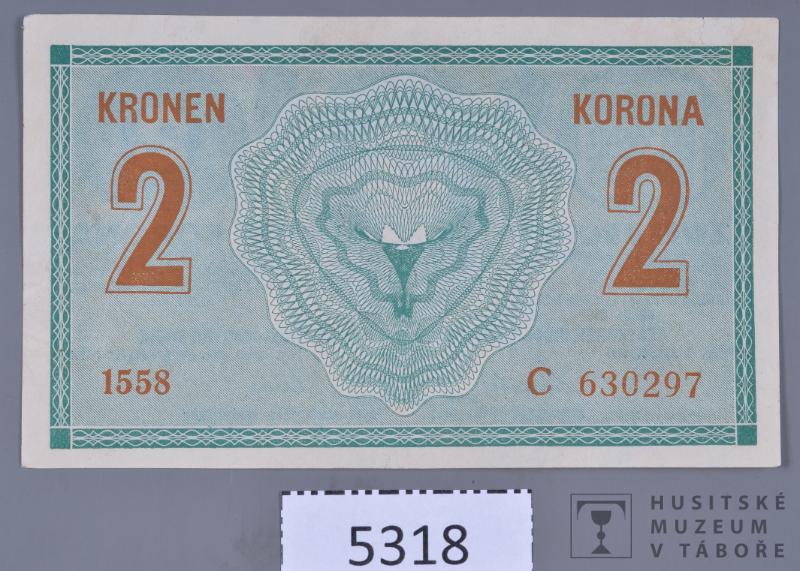 KRONEN KORONA
2 2
1558 C 630297
5318
HUSITSKÉ
MUZEUM
V TÁBOŘE